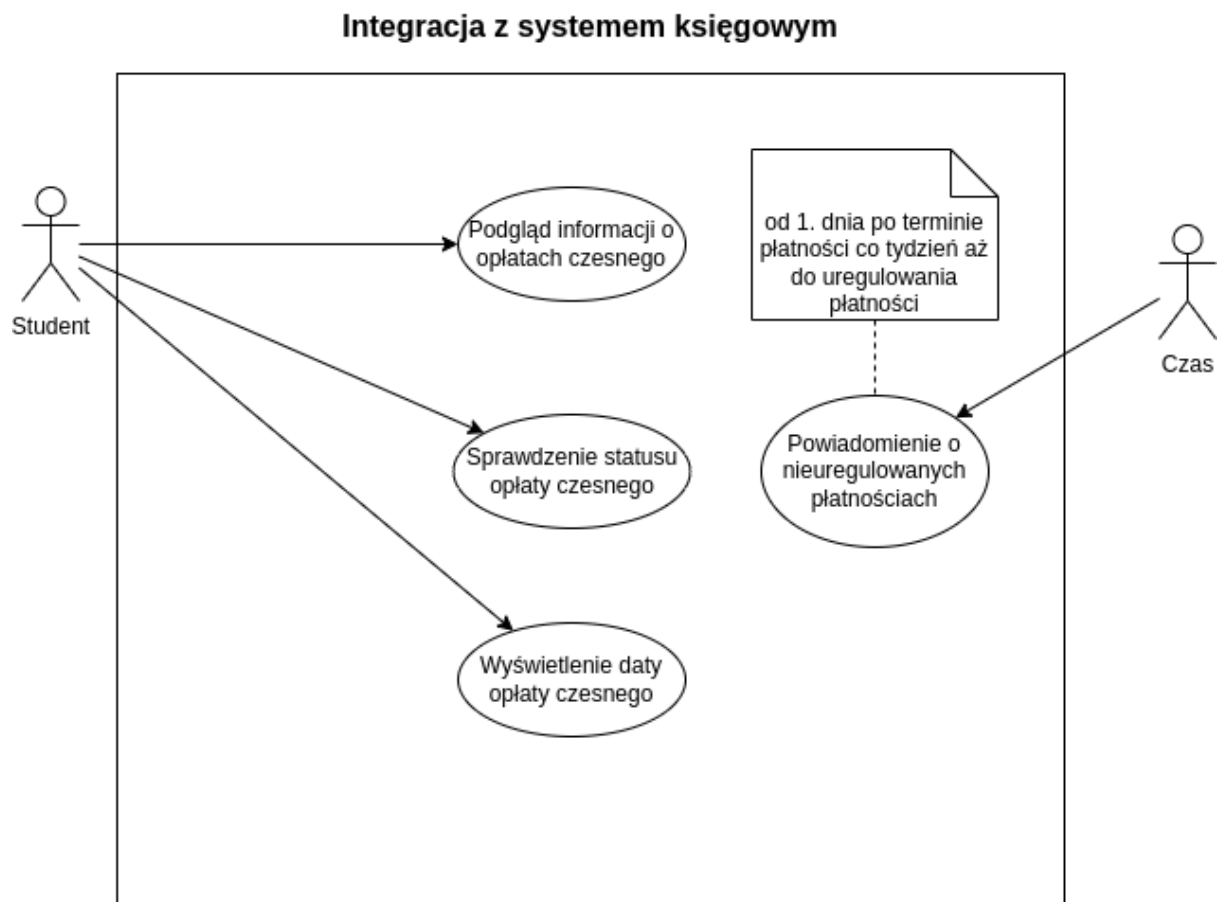 Integracja z systemem księgowym
Podgląd informacji o
opłatach czesnego
od 1. dnia po terminie
płatności co tydzień aż
do uregulowania
płatności
Student
Czas
Sprawdzenie statusu
opłaty czesnego
Powiadomienie o
nieuregulowanych
płatnościach
Wyświetlenie daty
opłaty czesnego